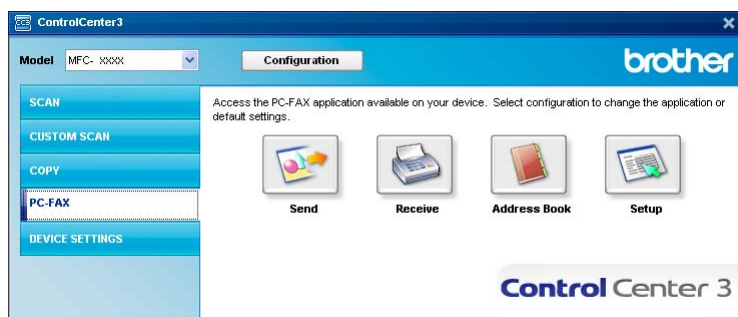 CC3 ControlCenter3
Model MFC- XXXX Configuration brother
SCAN
CUSTOM SCAN
COPY
PC-FAX
DEVICE SETTINGS
Access the PC-FAX application available on your device. Select configuration to change the application or
default settings.
Send Receive Address Book Setup
Control Center 3